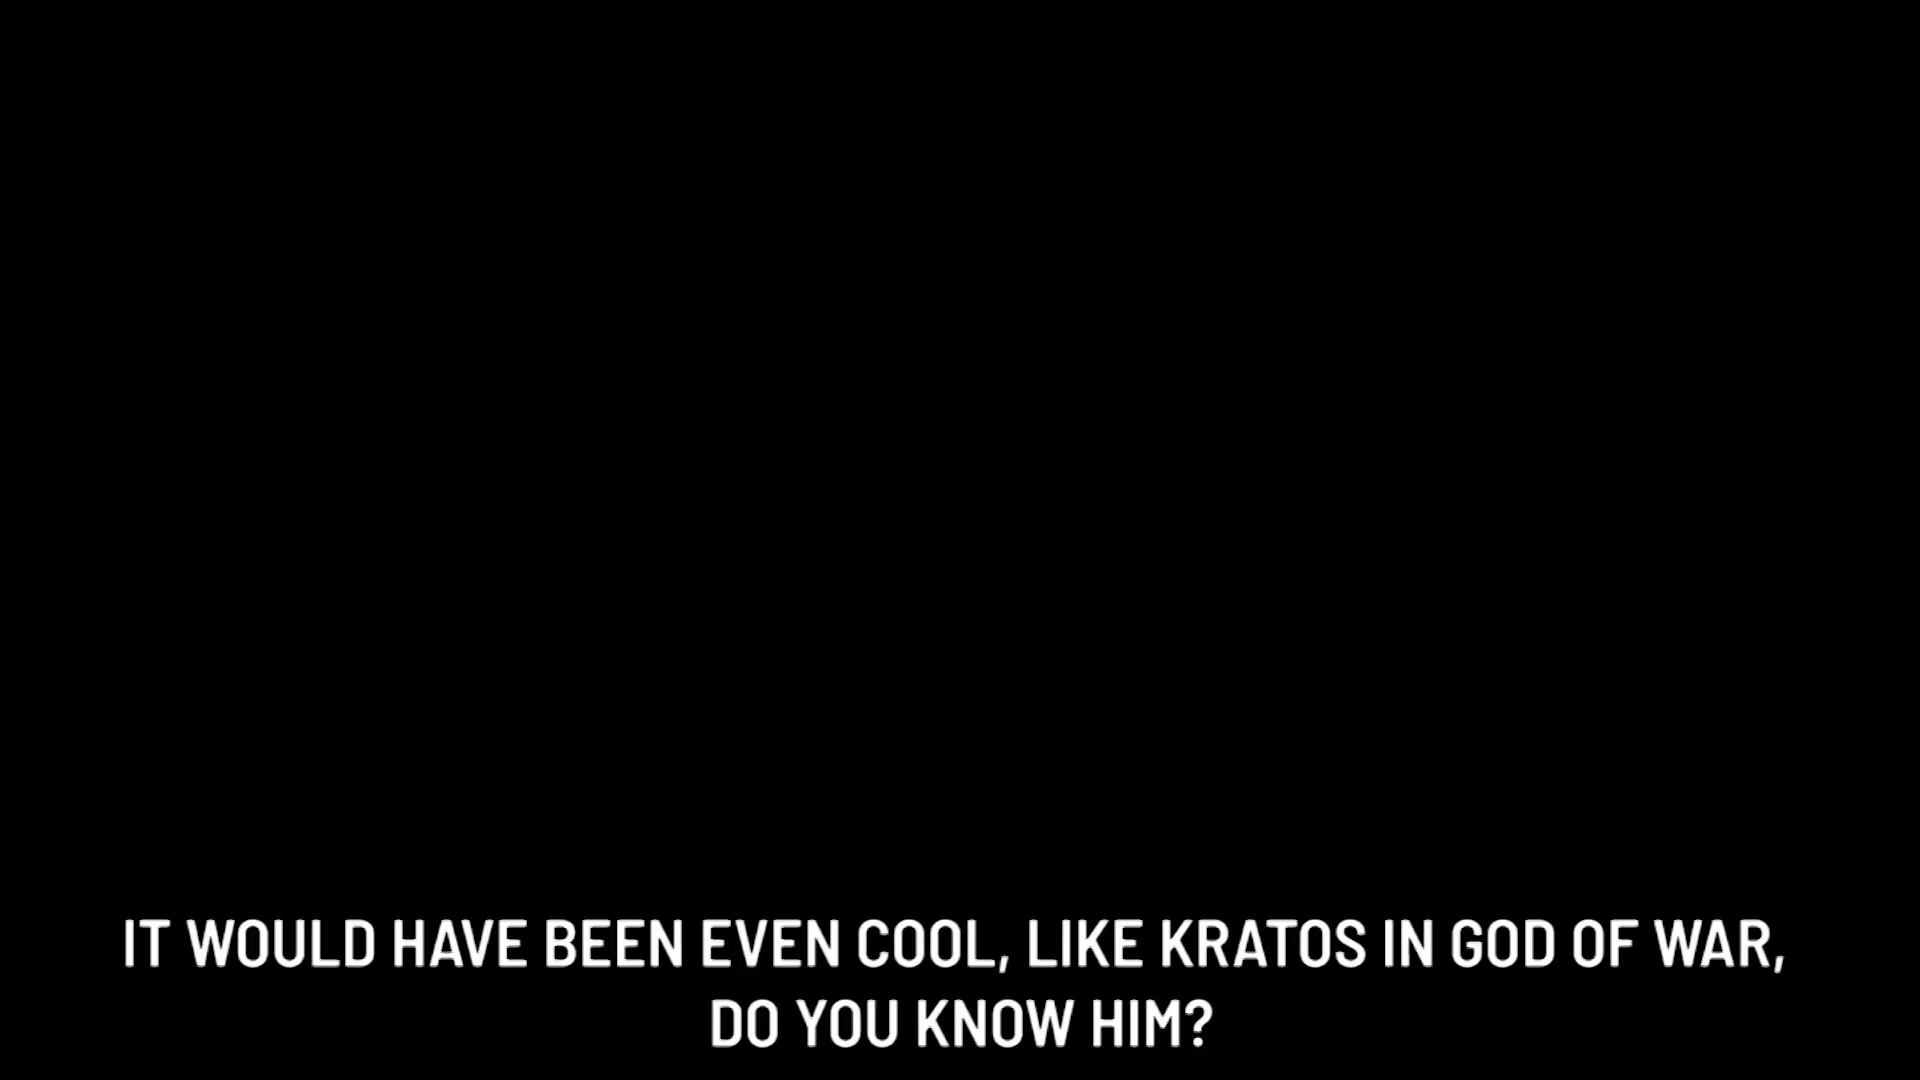 IT WOULD HAVE BEEN EVEN COOL, LIKE KRATOS IN GOD OF WAR,
DO YOU KNOW HIM?